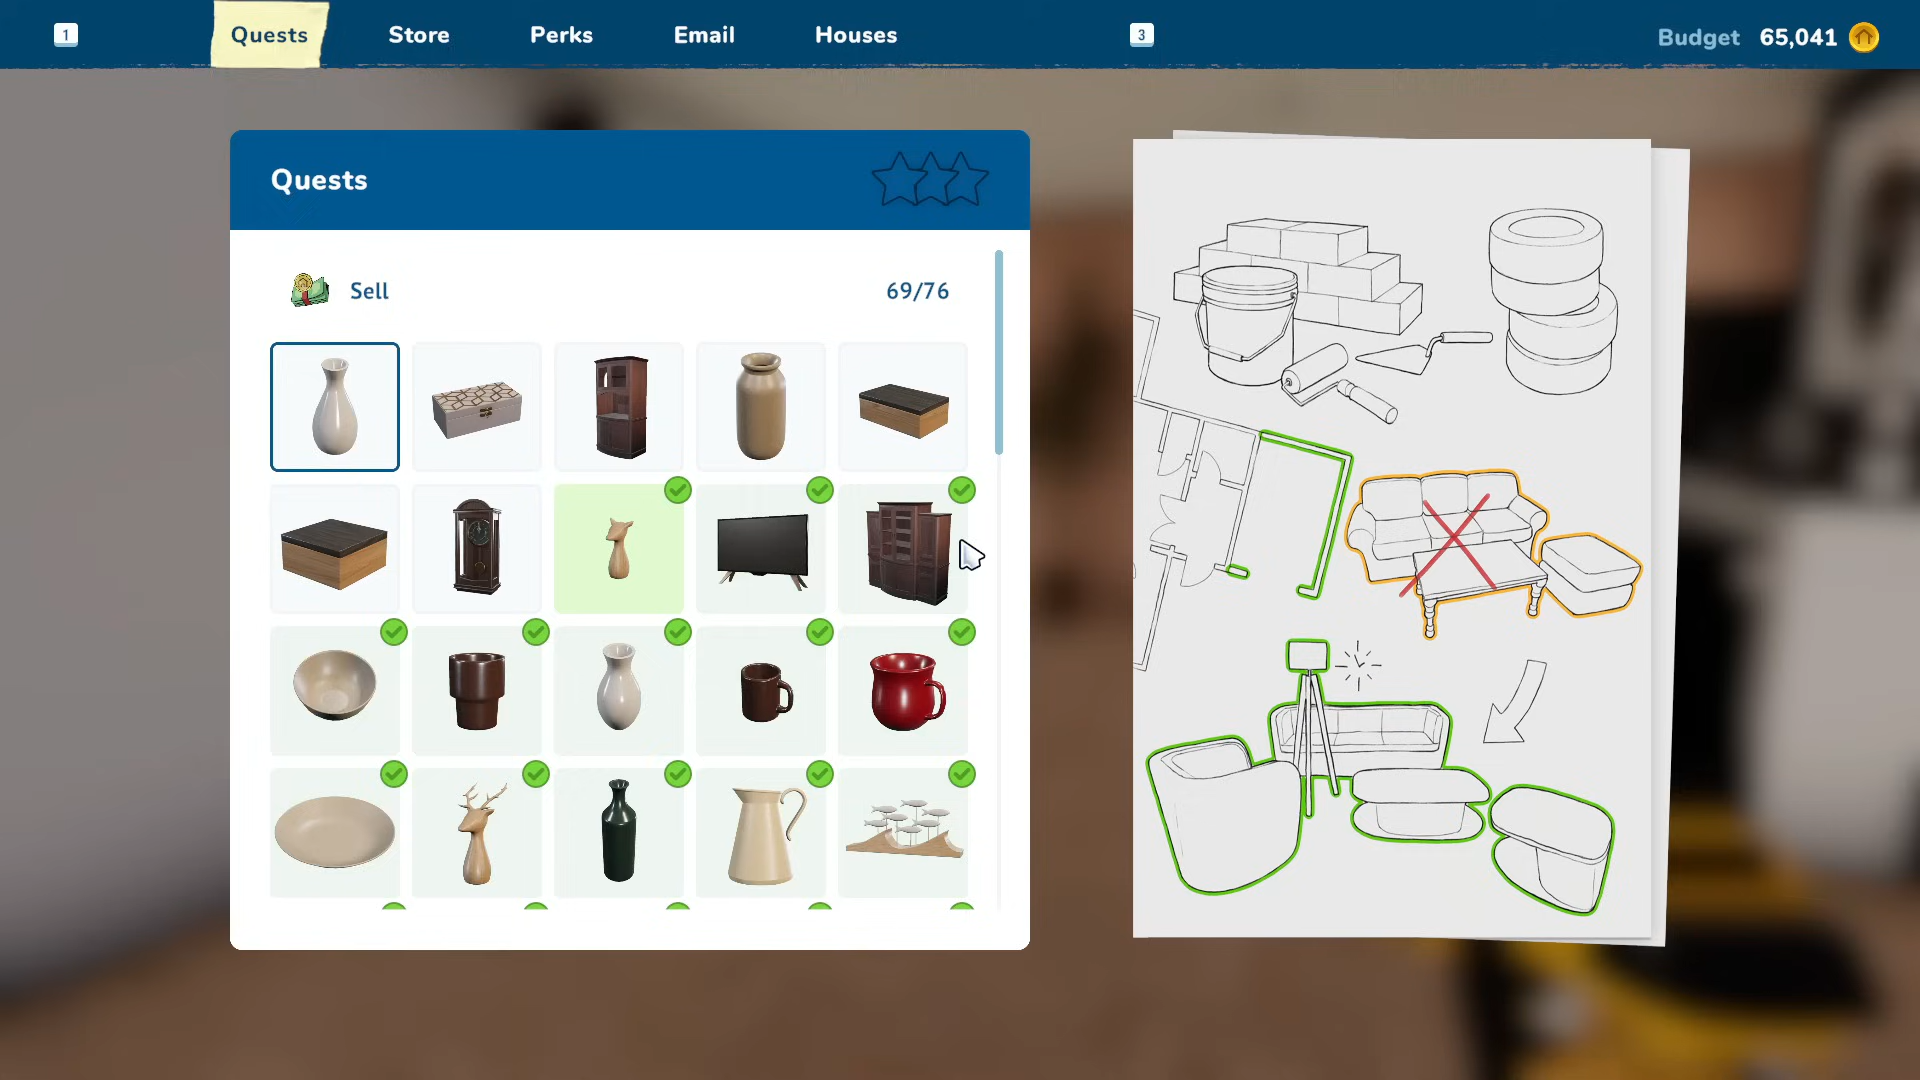 1 Quests Store Perks Email Houses 3 Budget 65,041
Quests
Sell 69/76